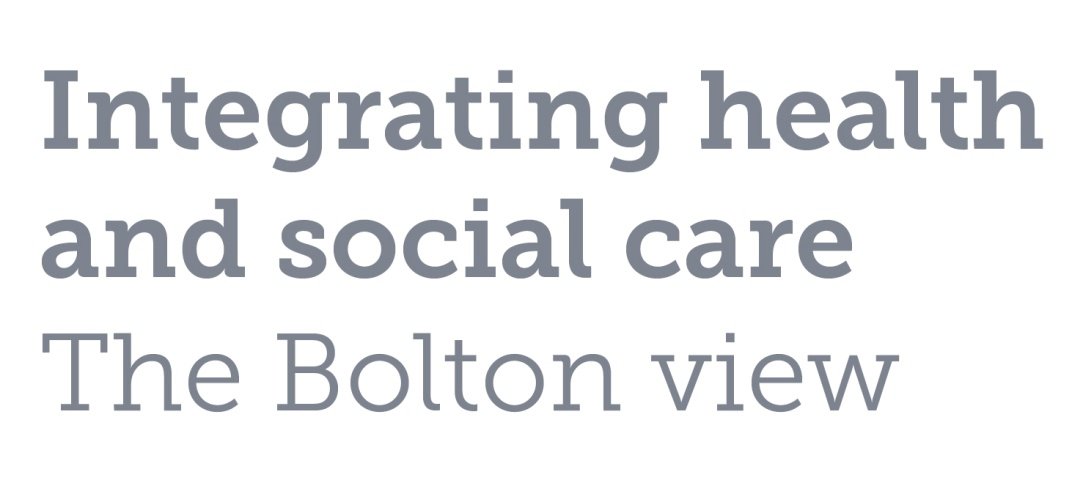 Integrating health
and social care
The Bolton view